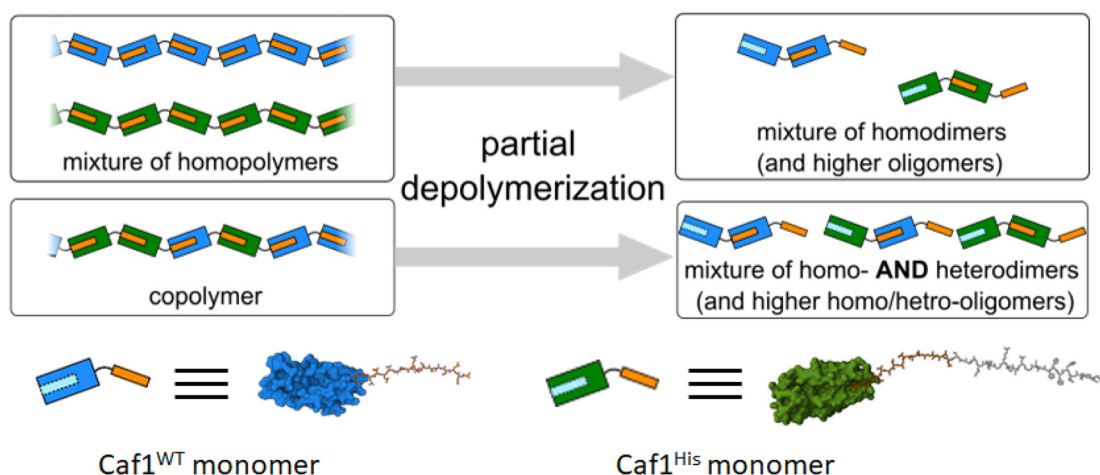 mixture of homopolymers
partial
depolymerization
mixture of homodimers
(and higher oligomers)
copolymer
mixture of homo- AND heterodimers
(and higher homo/hetro-oligomers)
Caf1WT monomer
Caf1His monomer